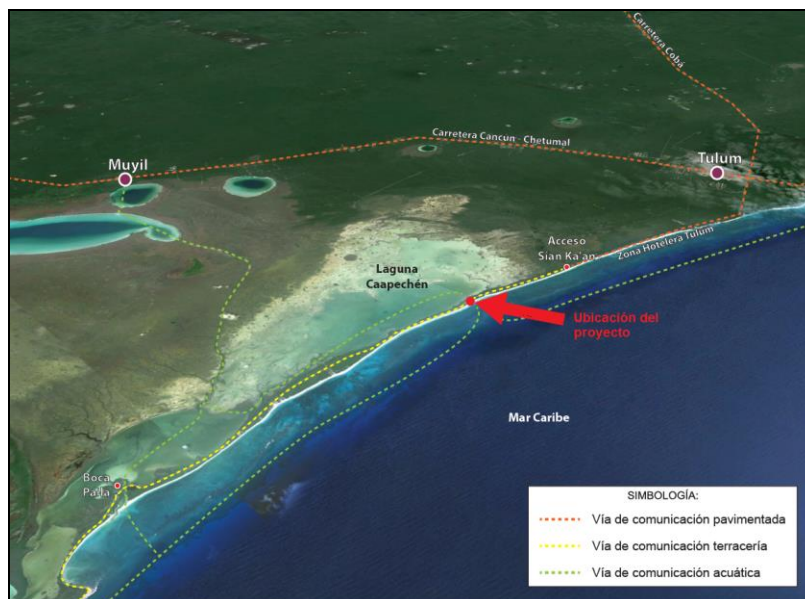 Carretera Cobá
Carretera Cancun - Chetumal
Muyil
Tulum
Acceso
Sian Ka'an
Zona Hotelera Tulum
Laguna
Caapechén
Ubicación del
proyecto
Mar Caribe
Boca
Paila
SIMBOLOGÍA:
Vía de comunicación pavimentada
Vía de comunicación terracería
Vía de comunicación acuática